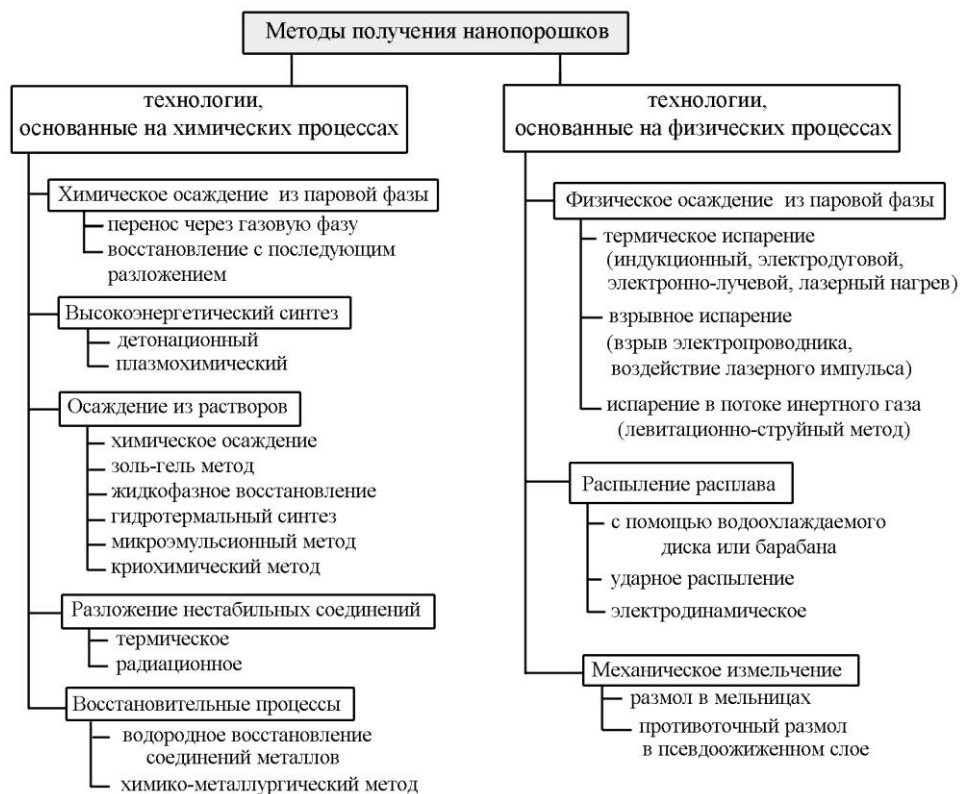 Методы получения нанопорошков
технологии,
основанные на химических процессах
Химическое осаждение из паровой фазы
перенос через газовую фазу
восстановление с последующим
разложением
Высокоэнергетический синтез
детонационный
плазмохимический
Осаждение из растворов
химическое осаждение
золь-гель метод
жидкофазное восстановление
гидротермальный синтез
микроэмульсионный метод
криохимический метод
Разложение нестабильных соединений
термическое
радиационное
Восстановительные процессы
водородное восстановление
соединений металлов
химико-металлургический метод
технологии,
основанные на физических процессах
Физическое осаждение из паровой фазы
термическое испарение
(индукционный, электродуговой,
электронно-лучевой, лазерный нагрев)
взрывное испарение
(взрыв электропроводника,
воздействие лазерного импульса)
испарение в потоке инертного газа
(левитационно-струйный метод)
Распыление расплава
с помощью водоохлаждаемого
диска или барабана
ударное распыление
электродинамическое
Механическое измельчение
размол в мельницах
противоточный размол
в псевдоожиженном слое